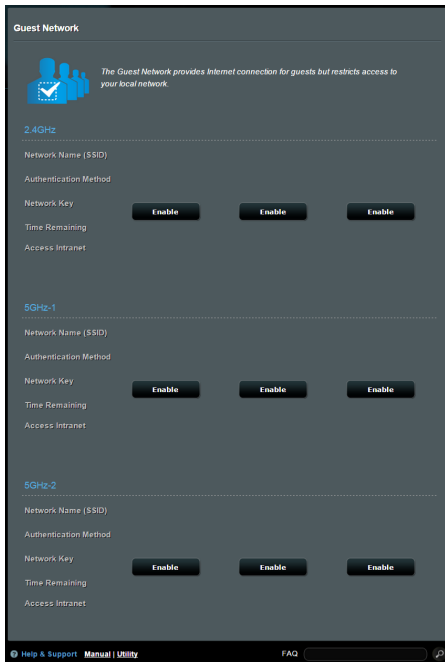 Guest Network
The Guest Network provides Internet connection for guests but restricts access to
your local network.
2.4GHz
Network Name (SSID)
Authentication Method
Network Key
Enable Enable Enable
Time Remaining
Access Intranet
5GHz-1
Network Name (SSID)
Authentication Method
Network Key
Enable Enable Enable
Time Remaining
Access Intranet
5GHz-2
Network Name (SSID)
Authentication Method
Network Key
Enable Enable Enable
Time Remaining
Access Intranet
Help & Support Manual | Utility FAQ